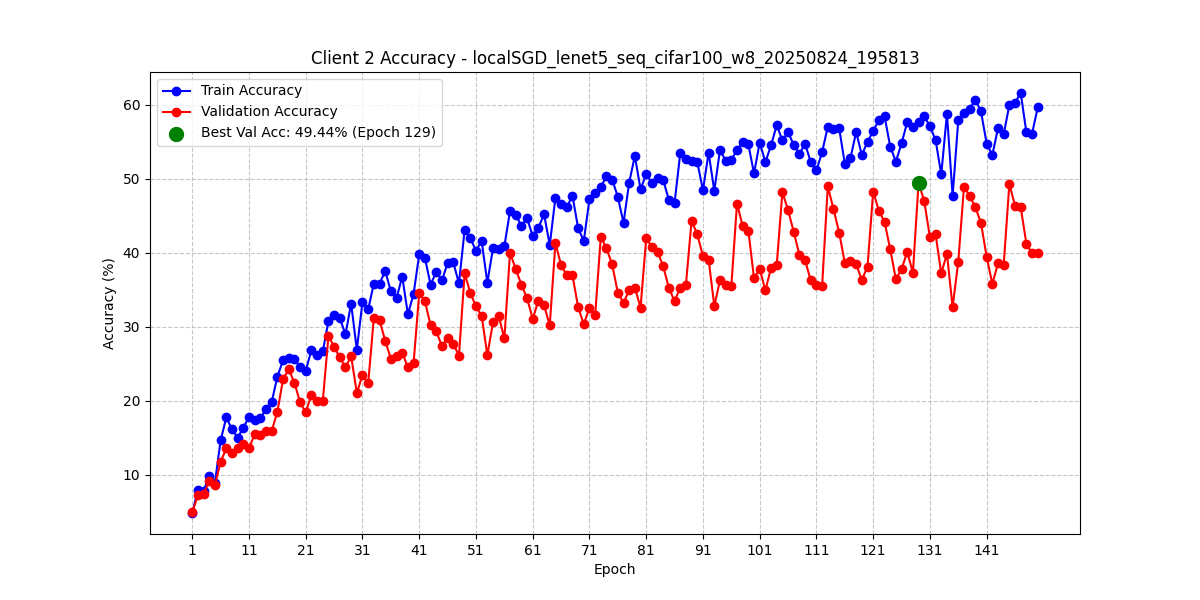 Client 2 Accuracy - localSGD_lenet5_seq_cifar100_w8_20250824_195813
Train Accuracy
Validation Accuracy
Best Val Acc: 49.44% (Epoch 129)
Accuracy (%)
60
50
40
30
20
10
1 11 21 31 41 51 61 71 81 91 101 111 121 131 141
Epoch